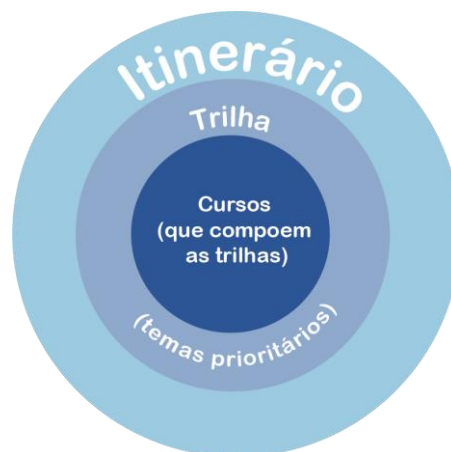 Itinerário
Trilha
Cursos
(que compoem
as trilhas)
(temas prioritários)